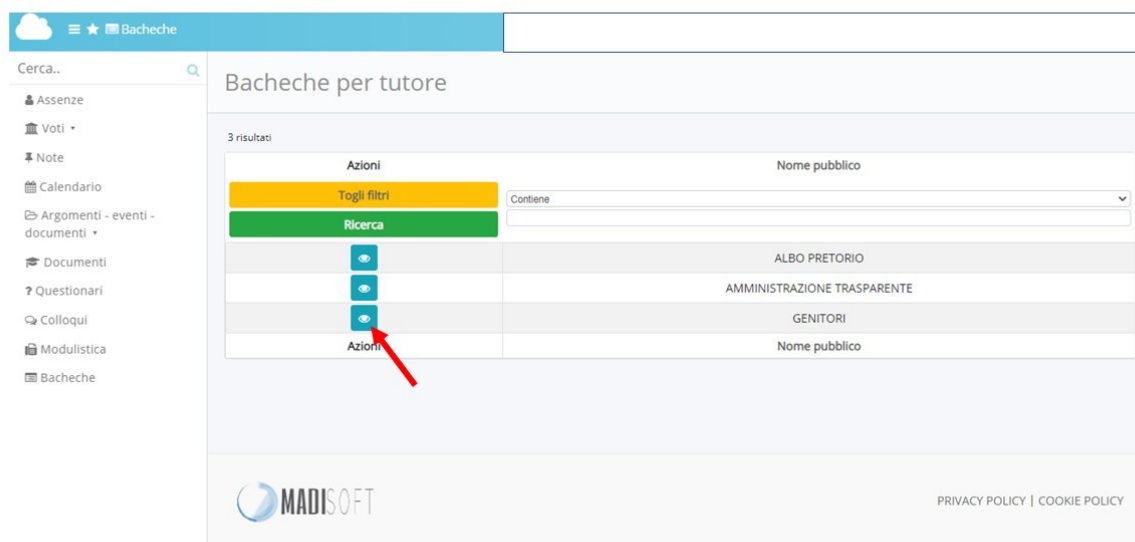 Bacheche
Cerca..
Assenze
Voti
Note
Calendario
Argomenti - eventi -
documenti
Documenti
? Questionari
Colloqui
Modulistica
Bacheche
Bacheche per tutore
3 risultati
Azioni Nome pubblico
Togli filtri
Contiene
Ricerca
ALBO PRETORIO
AMMINISTRAZIONE TRASPARENTE
GENITORI
Azioni Nome pubblico
MADISOFT
PRIVACY POLICY | COOKIE POLICY